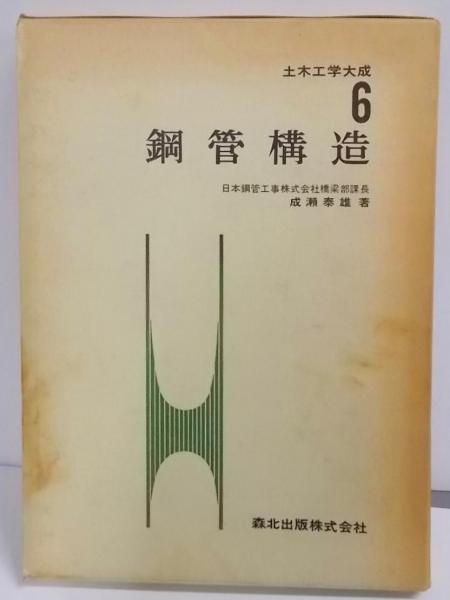 土木工学大成
6
鋼管構造
日本鋼管工事株式会社橋梁部課長
成瀬泰雄著
森北出版株式会社